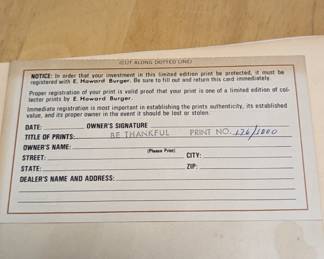 (CUT ALONG DOTTED LINE)
NOTICE: In order that your investment in this limited edition print be protected, it must be
registered with E. Howard Burger. Be sure to fill out and return this card immediately.
Proper registration of your print is valid proof that your print is one of a limited edition of col-
lector prints by E. Howard Burger.
Immediate registration is most important in establishing the prints authenticity, its established
value, and its proper owner in the event it should be lost or stolen.
DATE: OWNER'S SIGNATURE
TITLE OF PRINTS: BE THANKFUL PRINT NO. 126/1000
OWNER'S NAME:
(Please Print)
STREET: CITY:
STATE: ZIP:
DEALER'S NAME AND ADDRESS: